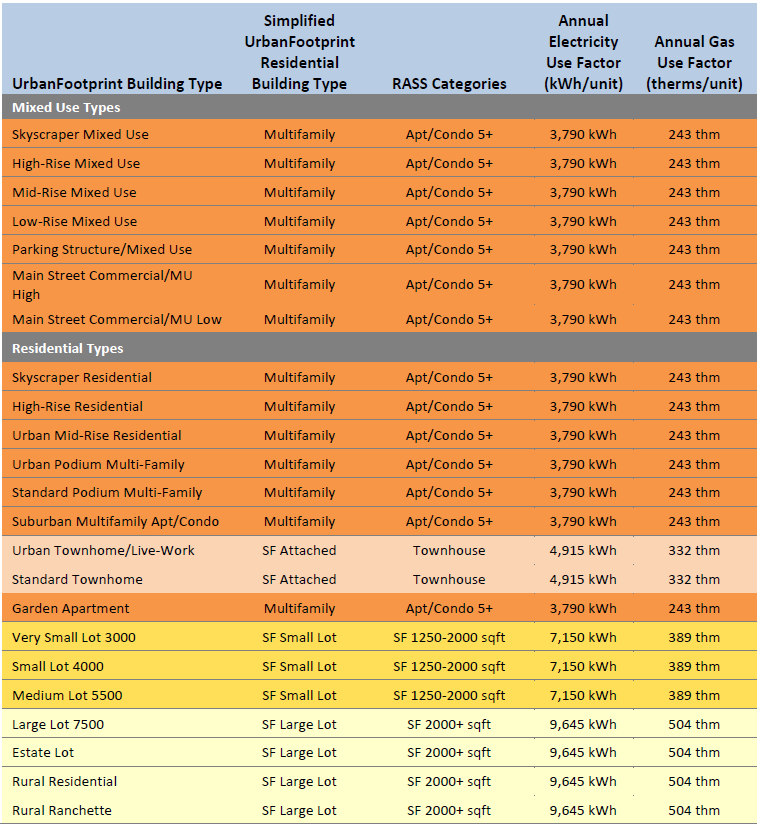 UrbanFootprint Building Type Simplified UrbanFootprint Residential Building Type RASS Categories Annual Electricity Use Factor (kWh/unit) Annual Gas Use Factor (therms/unit)
Mixed Use Types
Skyscraper Mixed Use Multifamily Apt/Condo 5+ 3,790 kWh 243 thm
High-Rise Mixed Use Multifamily Apt/Condo 5+ 3,790 kWh 243 thm
Mid-Rise Mixed Use Multifamily Apt/Condo 5+ 3,790 kWh 243 thm
Low-Rise Mixed Use Multifamily Apt/Condo 5+ 3,790 kWh 243 thm
Parking Structure/Mixed Use Multifamily Apt/Condo 5+ 3,790 kWh 243 thm
Main Street Commercial/MU High Multifamily Apt/Condo 5+ 3,790 kWh 243 thm
Main Street Commercial/MU Low Multifamily Apt/Condo 5+ 3,790 kWh 243 thm
Residential Types
Skyscraper Residential Multifamily Apt/Condo 5+ 3,790 kWh 243 thm
High-Rise Residential Multifamily Apt/Condo 5+ 3,790 kWh 243 thm
Urban Mid-Rise Residential Multifamily Apt/Condo 5+ 3,790 kWh 243 thm
Urban Podium Multi-Family Multifamily Apt/Condo 5+ 3,790 kWh 243 thm
Standard Podium Multi-Family Multifamily Apt/Condo 5+ 3,790 kWh 243 thm
Suburban Multifamily Apt/Condo Multifamily Apt/Condo 5+ 3,790 kWh 243 thm
Urban Townhome/Live-Work SF Attached Townhouse 4,915 kWh 332 thm
Standard Townhome SF Attached Townhouse 4,915 kWh 332 thm
Garden Apartment Multifamily Apt/Condo 5+ 3,790 kWh 243 thm
Very Small Lot 3000 SF Small Lot SF 1250-2000 sqft 7,150 kWh 389 thm
Small Lot 4000 SF Small Lot SF 1250-2000 sqft 7,150 kWh 389 thm
Medium Lot 5500 SF Small Lot SF 1250-2000 sqft 7,150 kWh 389 thm
Large Lot 7500 SF Large Lot SF 2000+ sqft 9,645 kWh 504 thm
Estate Lot SF Large Lot SF 2000+ sqft 9,645 kWh 504 thm
Rural Residential SF Large Lot SF 2000+ sqft 9,645 kWh 504 thm
Rural Ranchette SF Large Lot SF 2000+ sqft 9,645 kWh 504 thm